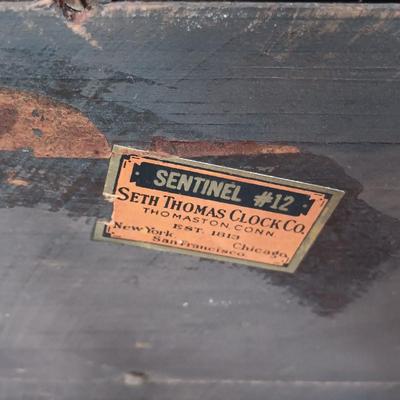 SENTINEL #12
SETH THOMAS CLOCK CO.
THOMASTON, CONN.
EST. 1813
New York Chicago
San Francisco